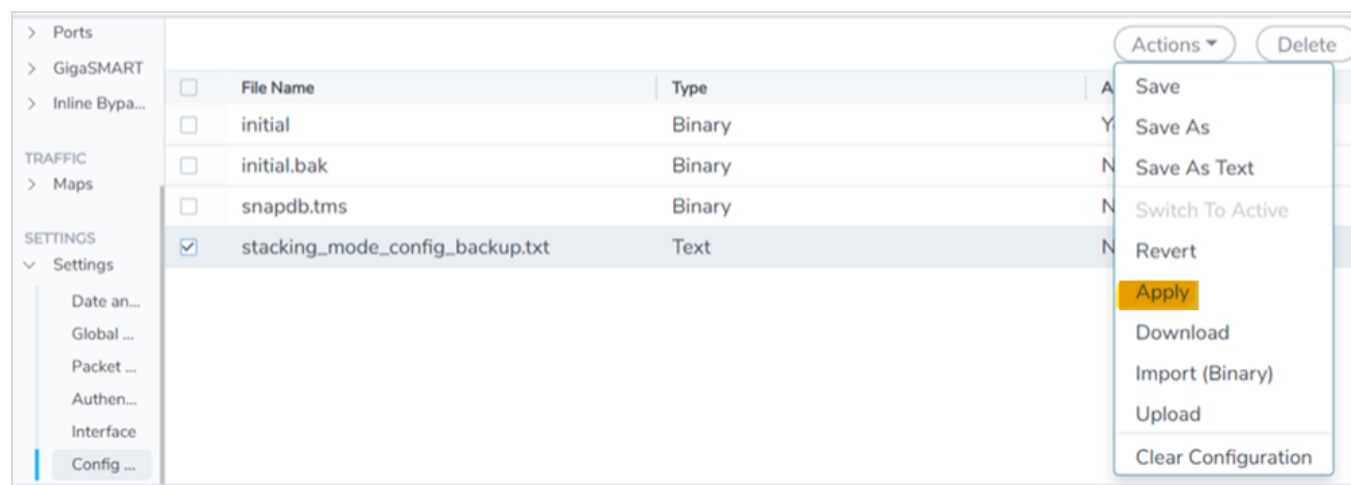 Ports
GigaSMART
Inline Bypa...
TRAFFIC
Maps
SETTINGS
Settings
Date an...
Global ...
Packet ...
Authen...
Interface
Config ...
Actions Delete
File Name Type A
initial Binary Y
initial.bak Binary N
snapdb.tms Binary N
stacking_mode_config_backup.txt Text N
Save
Save As
Save As Text
Switch To Active
Revert
Apply
Download
Import (Binary)
Upload
Clear Configuration